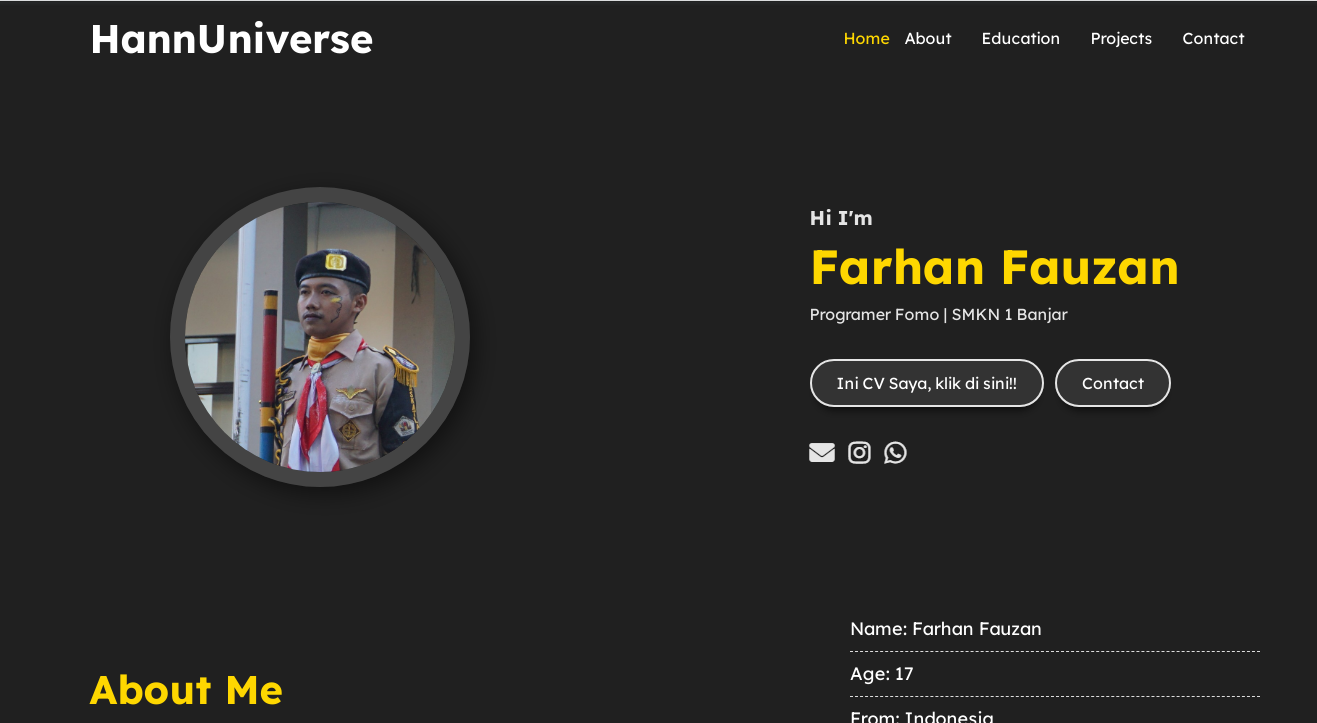 HannUniverse
Home About Education Projects Contact
Hi I'm
Farhan Fauzan
Programer Fomo | SMKN 1 Banjar
Ini CV Saya, klik di sini!!
Contact
About Me
Name: Farhan Fauzan
Age: 17
From: Indonesia